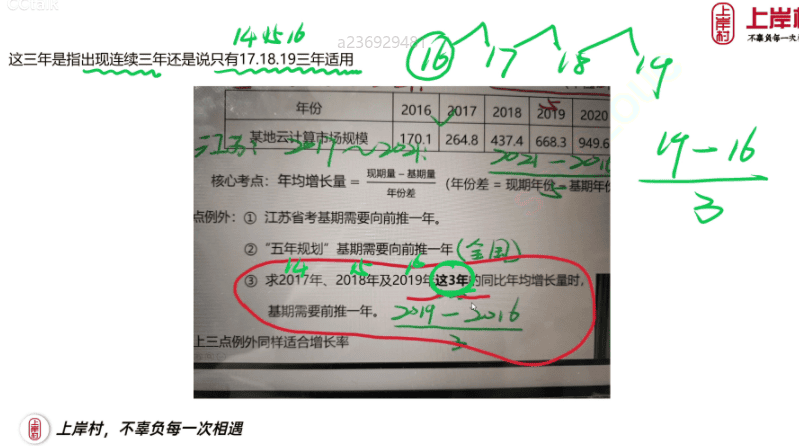 CCtalk
上岸村
不辜负每一次相
14 15 16
a236929481
这三年是指出现连续三年还是说只有17.18.19三年适用
16 17 18 19
年份 2016 2017 2018 2019 2020
某地云计算市场规模 170.1 264.8 437.4 668.3 949.6
江苏: 2019~2021:
2021-2016
5
19-16
3
核心考点：年均增长量 = 现期量-基期量 / 年份差 (年份差 = 现期年份-基期年份
点例外：① 江苏省考基期需要向前推一年。
② “五年规划”基期需要向前推一年 (全国)
14 15 16
③ 求2017年、2018年及2019年这3年的同比年均增长量时，
基期需要前推一年。 2019-2016
3
上三点例外同样适合增长率
上岸村，不辜负每一次相遇